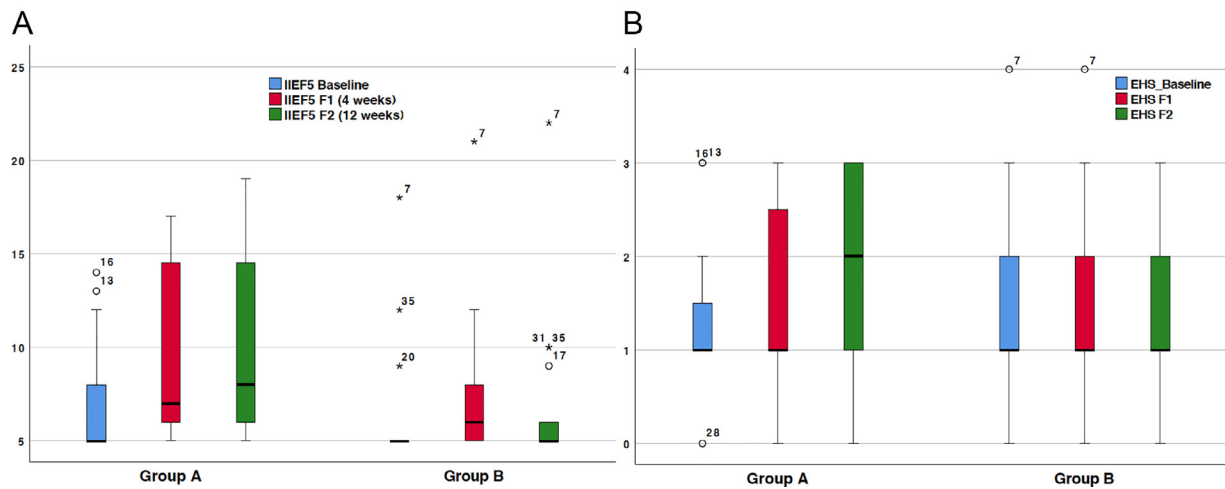 A
25
20
15
10
5
IIEF5 Baseline
IIEF5 F1 (4 weeks)
IIEF5 F2 (12 weeks)
16
13
7
35
20
7
7
31 35
17
Group A
Group B
B
4
3
2
1
0
EHS_Baseline
EHS F1
EHS F2
1613
28
7
7
Group A
Group B